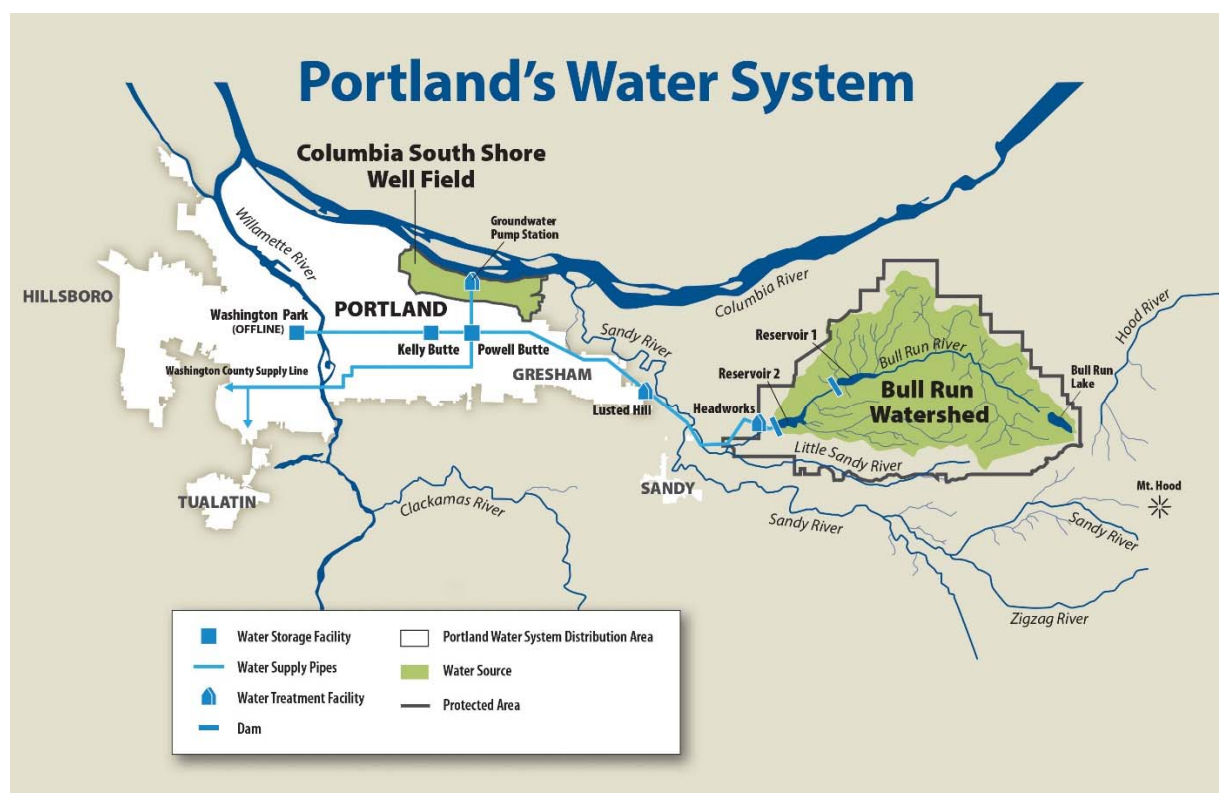 Portland's Water System
Columbia South Shore
Well Field
Groundwater
Pump Station
Willamette River
Columbia River
HILLSBORO
Washington Park
(OFFLINE)
PORTLAND
Kelly Butte
Powell Butte
Washington County Supply Line
GRESHAM
Sandy River
Lusted Hill
Reservoir 1
Reservoir 2
Headworks
Bull Run River
Bull Run
Lake
Bull Run
Watershed
Hood River
Little Sandy River
SANDY
TUALATIN
Clackamas River
Sandy River
Mt. Hood
Sandy River
Zigzag River
Water Storage Facility
Water Supply Pipes
Water Treatment Facility
Dam
Portland Water System Distribution Area
Water Source
Protected Area